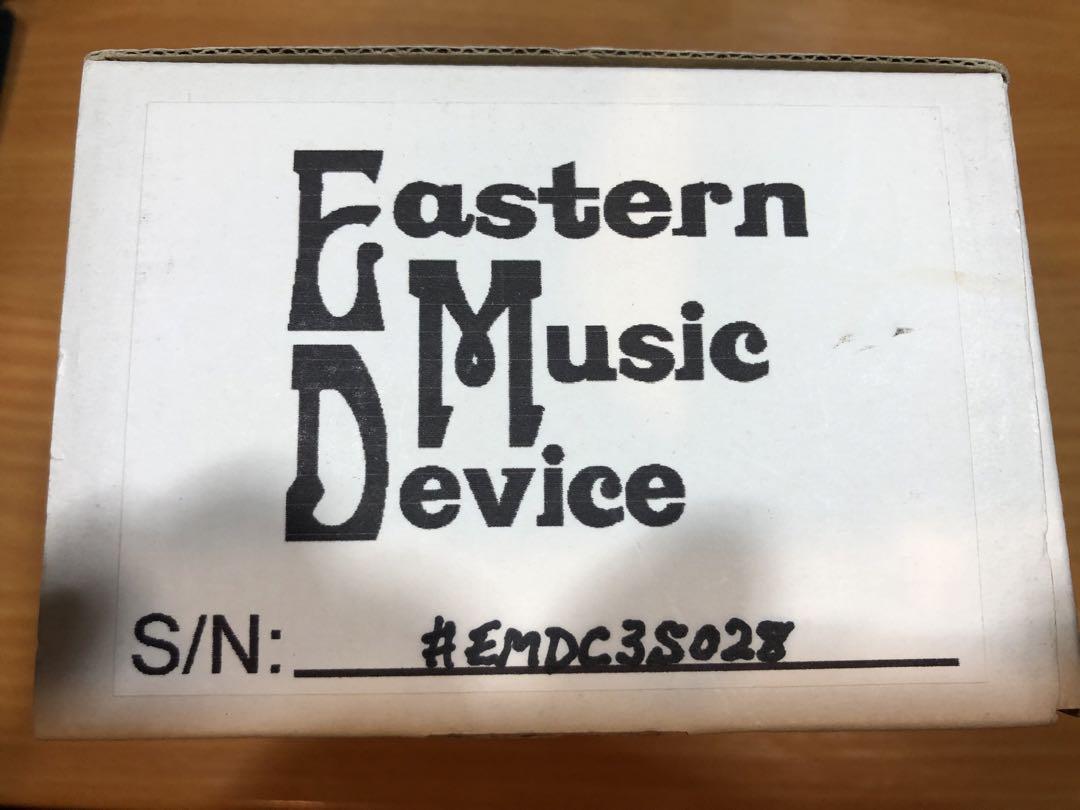 Eastern
Music
Device
S/N: #EMDC3S028